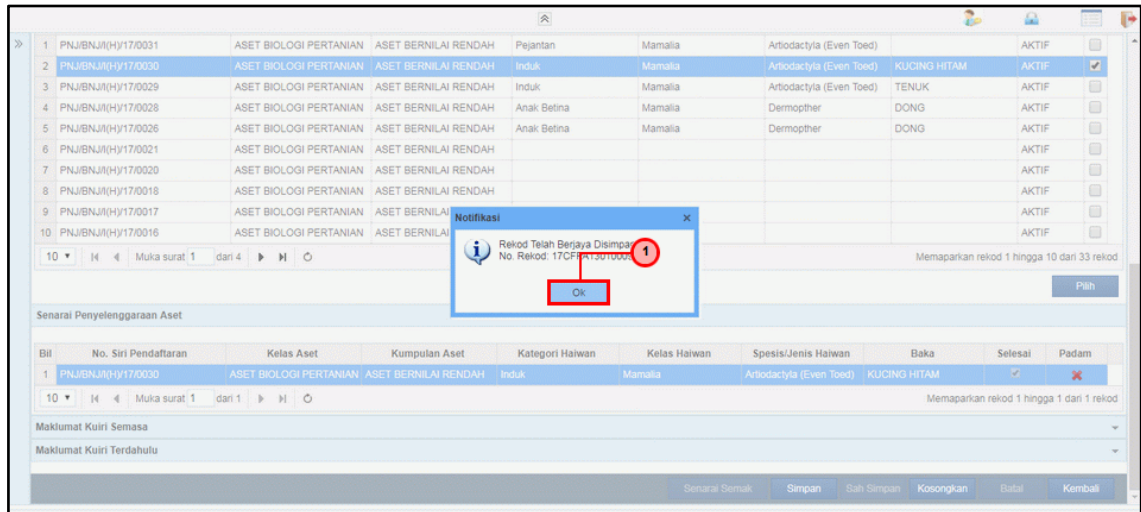 1 PNJ/BNJ/I(H)/17/0031 ASET BIOLOGI PERTANIAN ASET BERNILAI RENDAH Pejantan Mamalia Artiodactyla (Even Toed) AKTIF
2 PNJ/BNJ/I(H)/17/0030 ASET BIOLOGI PERTANIAN ASET BERNILAI RENDAH Induk Mamalia Artiodactyla (Even Toed) KUCING HITAM AKTIF
3 PNJ/BNJ/I(H)/17/0029 ASET BIOLOGI PERTANIAN ASET BERNILAI RENDAH Induk Mamalia Artiodactyla (Even Toed) TENUK AKTIF
4 PNJ/BNJ/I(H)/17/0028 ASET BIOLOGI PERTANIAN ASET BERNILAI RENDAH Anak Betina Mamalia Dermopther DONG AKTIF
5 PNJ/BNJ/I(H)/17/0026 ASET BIOLOGI PERTANIAN ASET BERNILAI RENDAH Anak Betina Mamalia Dermopther DONG AKTIF
6 PNJ/BNJ/I(H)/17/0021 ASET BIOLOGI PERTANIAN ASET BERNILAI RENDAH AKTIF
7 PNJ/BNJ/I(H)/17/0020 ASET BIOLOGI PERTANIAN ASET BERNILAI RENDAH AKTIF
8 PNJ/BNJ/I(H)/17/0018 ASET BIOLOGI PERTANIAN ASET BERNILAI RENDAH AKTIF
9 PNJ/BNJ/I(H)/17/0017 ASET BIOLOGI PERTANIAN ASET BERNILAI AKTIF
10 PNJ/BNJ/I(H)/17/0016 ASET BIOLOGI PERTANIAN ASET BERNILAI AKTIF
Notifikasi
Rekod Telah Berjaya Disimpan
No. Rekod:
1
Ok
10 Muka surat 1 dari 4 Memaparkan rekod 1 hingga 10 dari 33 rekod
Pilih
Senarai Penyelenggaraan Aset
Bil No. Siri Pendaftaran Kelas Aset Kumpulan Aset Kategori Haiwan Kelas Haiwan Spesis/Jenis Haiwan Baka Selesai Padam
1 PNJ/BNJ/I(H)/17/0030 ASET BIOLOGI PERTANIAN ASET BERNILAI RENDAH Induk Mamalia Artiodactyla (Even Toed) KUCING HITAM
10 Muka surat 1 dari 1 Memaparkan rekod 1 hingga 1 dari 1 rekod
Maklumat Kuiri Semasa
Maklumat Kuiri Terdahulu
Senarai Semak Simpan Sah Simpan Kosongkan Batal Kembali